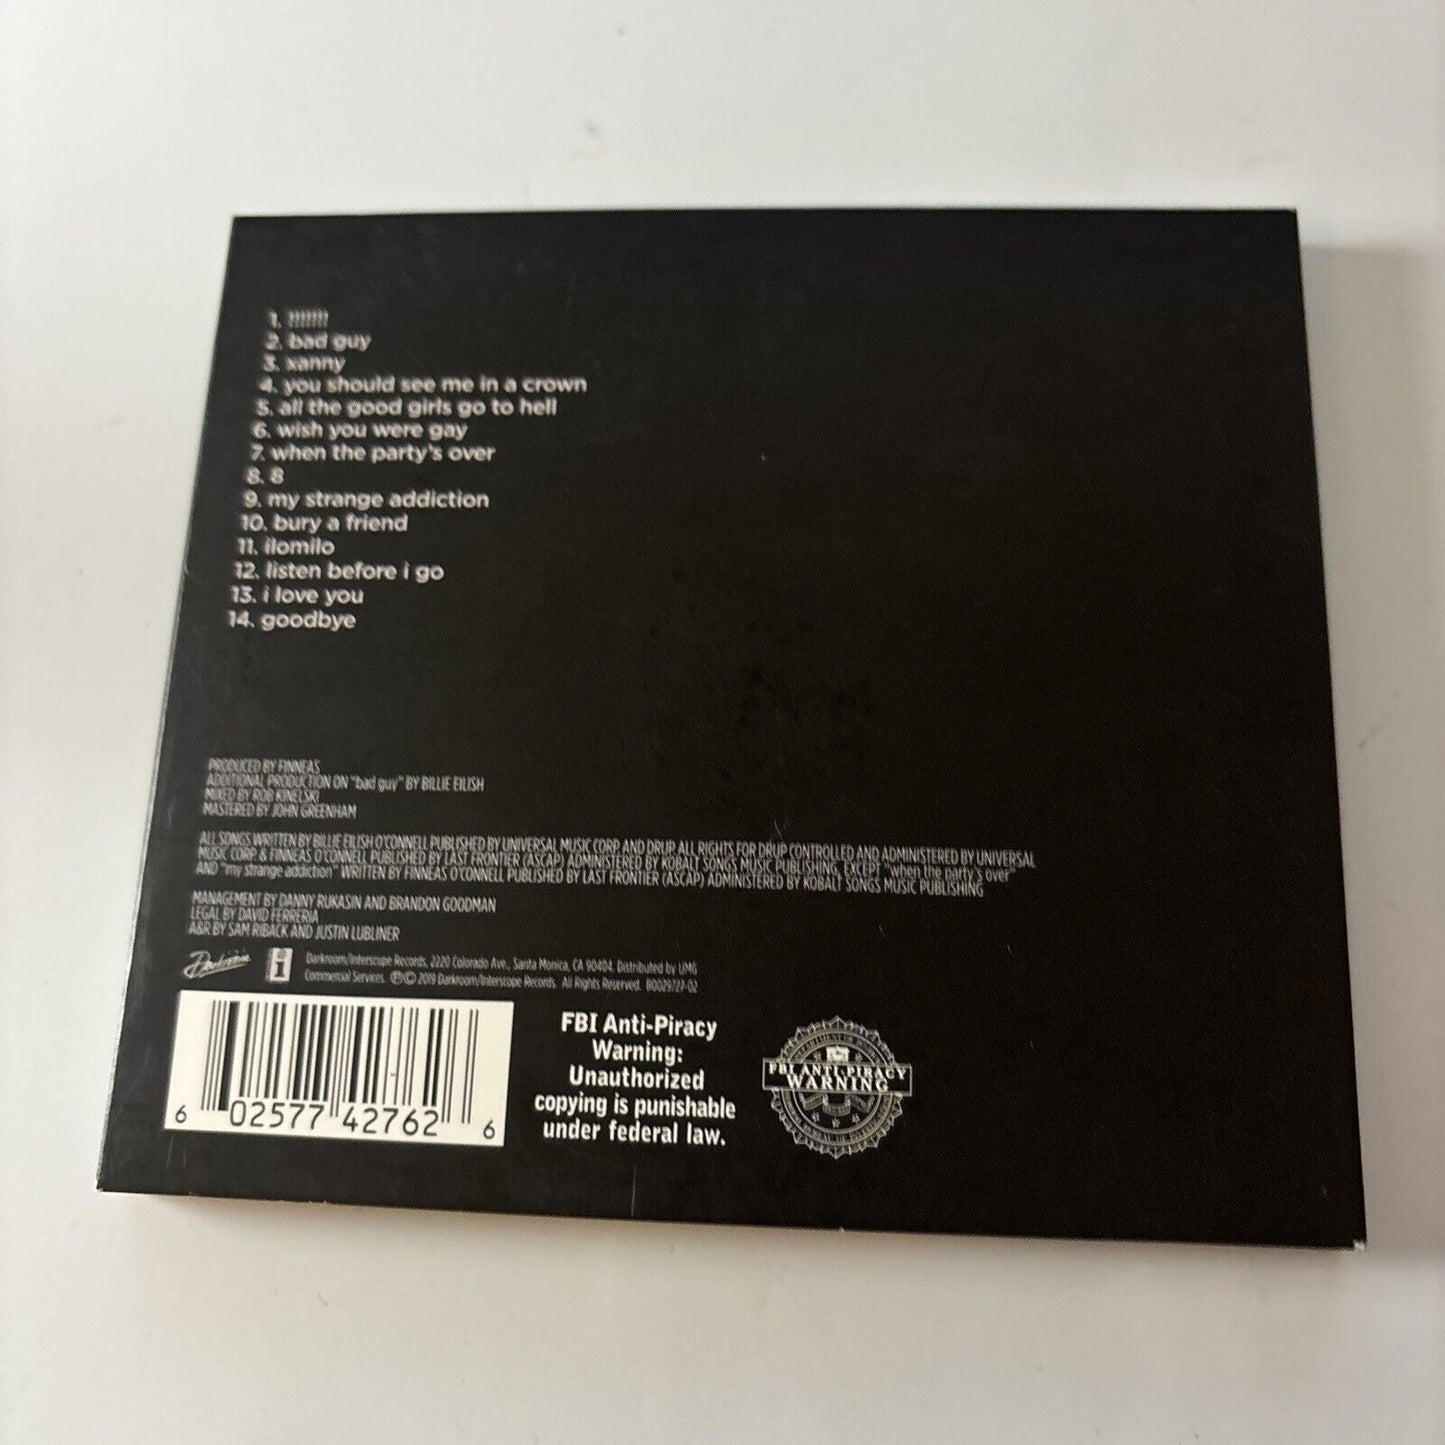 1. !!!!!!!
2. bad guy
3. xanny
4. you should see me in a crown
5. all the good girls go to hell
6. wish you were gay
7. when the party's over
8. 8
9. my strange addiction
10. bury a friend
11. ilomilo
12. listen before i go
13. i love you
14. goodbye
PRODUCED BY FINNEAS
ADDITIONAL PRODUCTION ON "bad guy" BY BILLIE EILISH
MIXED BY ROB KINELSKI
MASTERED BY JOHN GREENHAM
ALL SONGS WRITTEN BY BILLIE EILISH O'CONNELL PUBLISHED BY UNIVERSAL MUSIC CORP. AND DRUP. ALL RIGHTS FOR DRUP CONTROLLED AND ADMINISTERED BY UNIVERSAL
MUSIC CORP. & FINNEAS O'CONNELL PUBLISHED BY LAST FRONTIER (ASCAP) ADMINISTERED BY KOBALT SONGS MUSIC PUBLISHING, EXCEPT "when the party's over"
AND "my strange addiction" WRITTEN BY FINNEAS O'CONNELL PUBLISHED BY LAST FRONTIER (ASCAP) ADMINISTERED BY KOBALT SONGS MUSIC PUBLISHING
MANAGEMENT BY DANNY RUKASIN AND BRANDON GOODMAN
LEGAL BY DAVID FERRERIA
A&R BY SAM RIBACK AND JUSTIN LUBLINER
Darkroom
i
Darkroom/Interscope Records, 2220 Colorado Ave., Santa Monica, CA 90404. Distributed by UMG
Commercial Services. ℗© 2019 Darkroom/Interscope Records. All Rights Reserved. B0029727-02
6 02577 42762 6
FBI Anti-Piracy
Warning:
Unauthorized
copying is punishable
under federal law.
FBI ANTI-PIRACY
WARNING